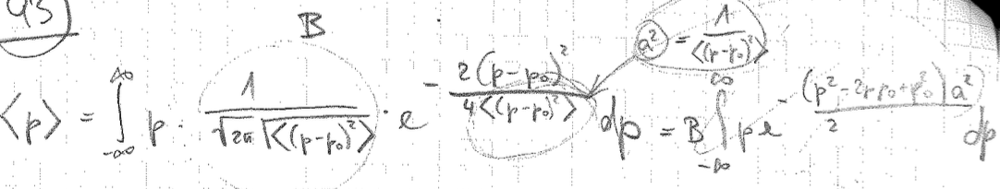 93
B
a² = 1/<(p-p₀)²>
<p> = ∫_{-∞}^{∞} p · 1/(√2π √<(p-p₀)²>) · e^{-2(p-p₀)²/(4<(p-p₀)²>)} dp = B ∫_{-∞}^{∞} p e^{-(p²-2pp₀+p₀²)a²/2} dp